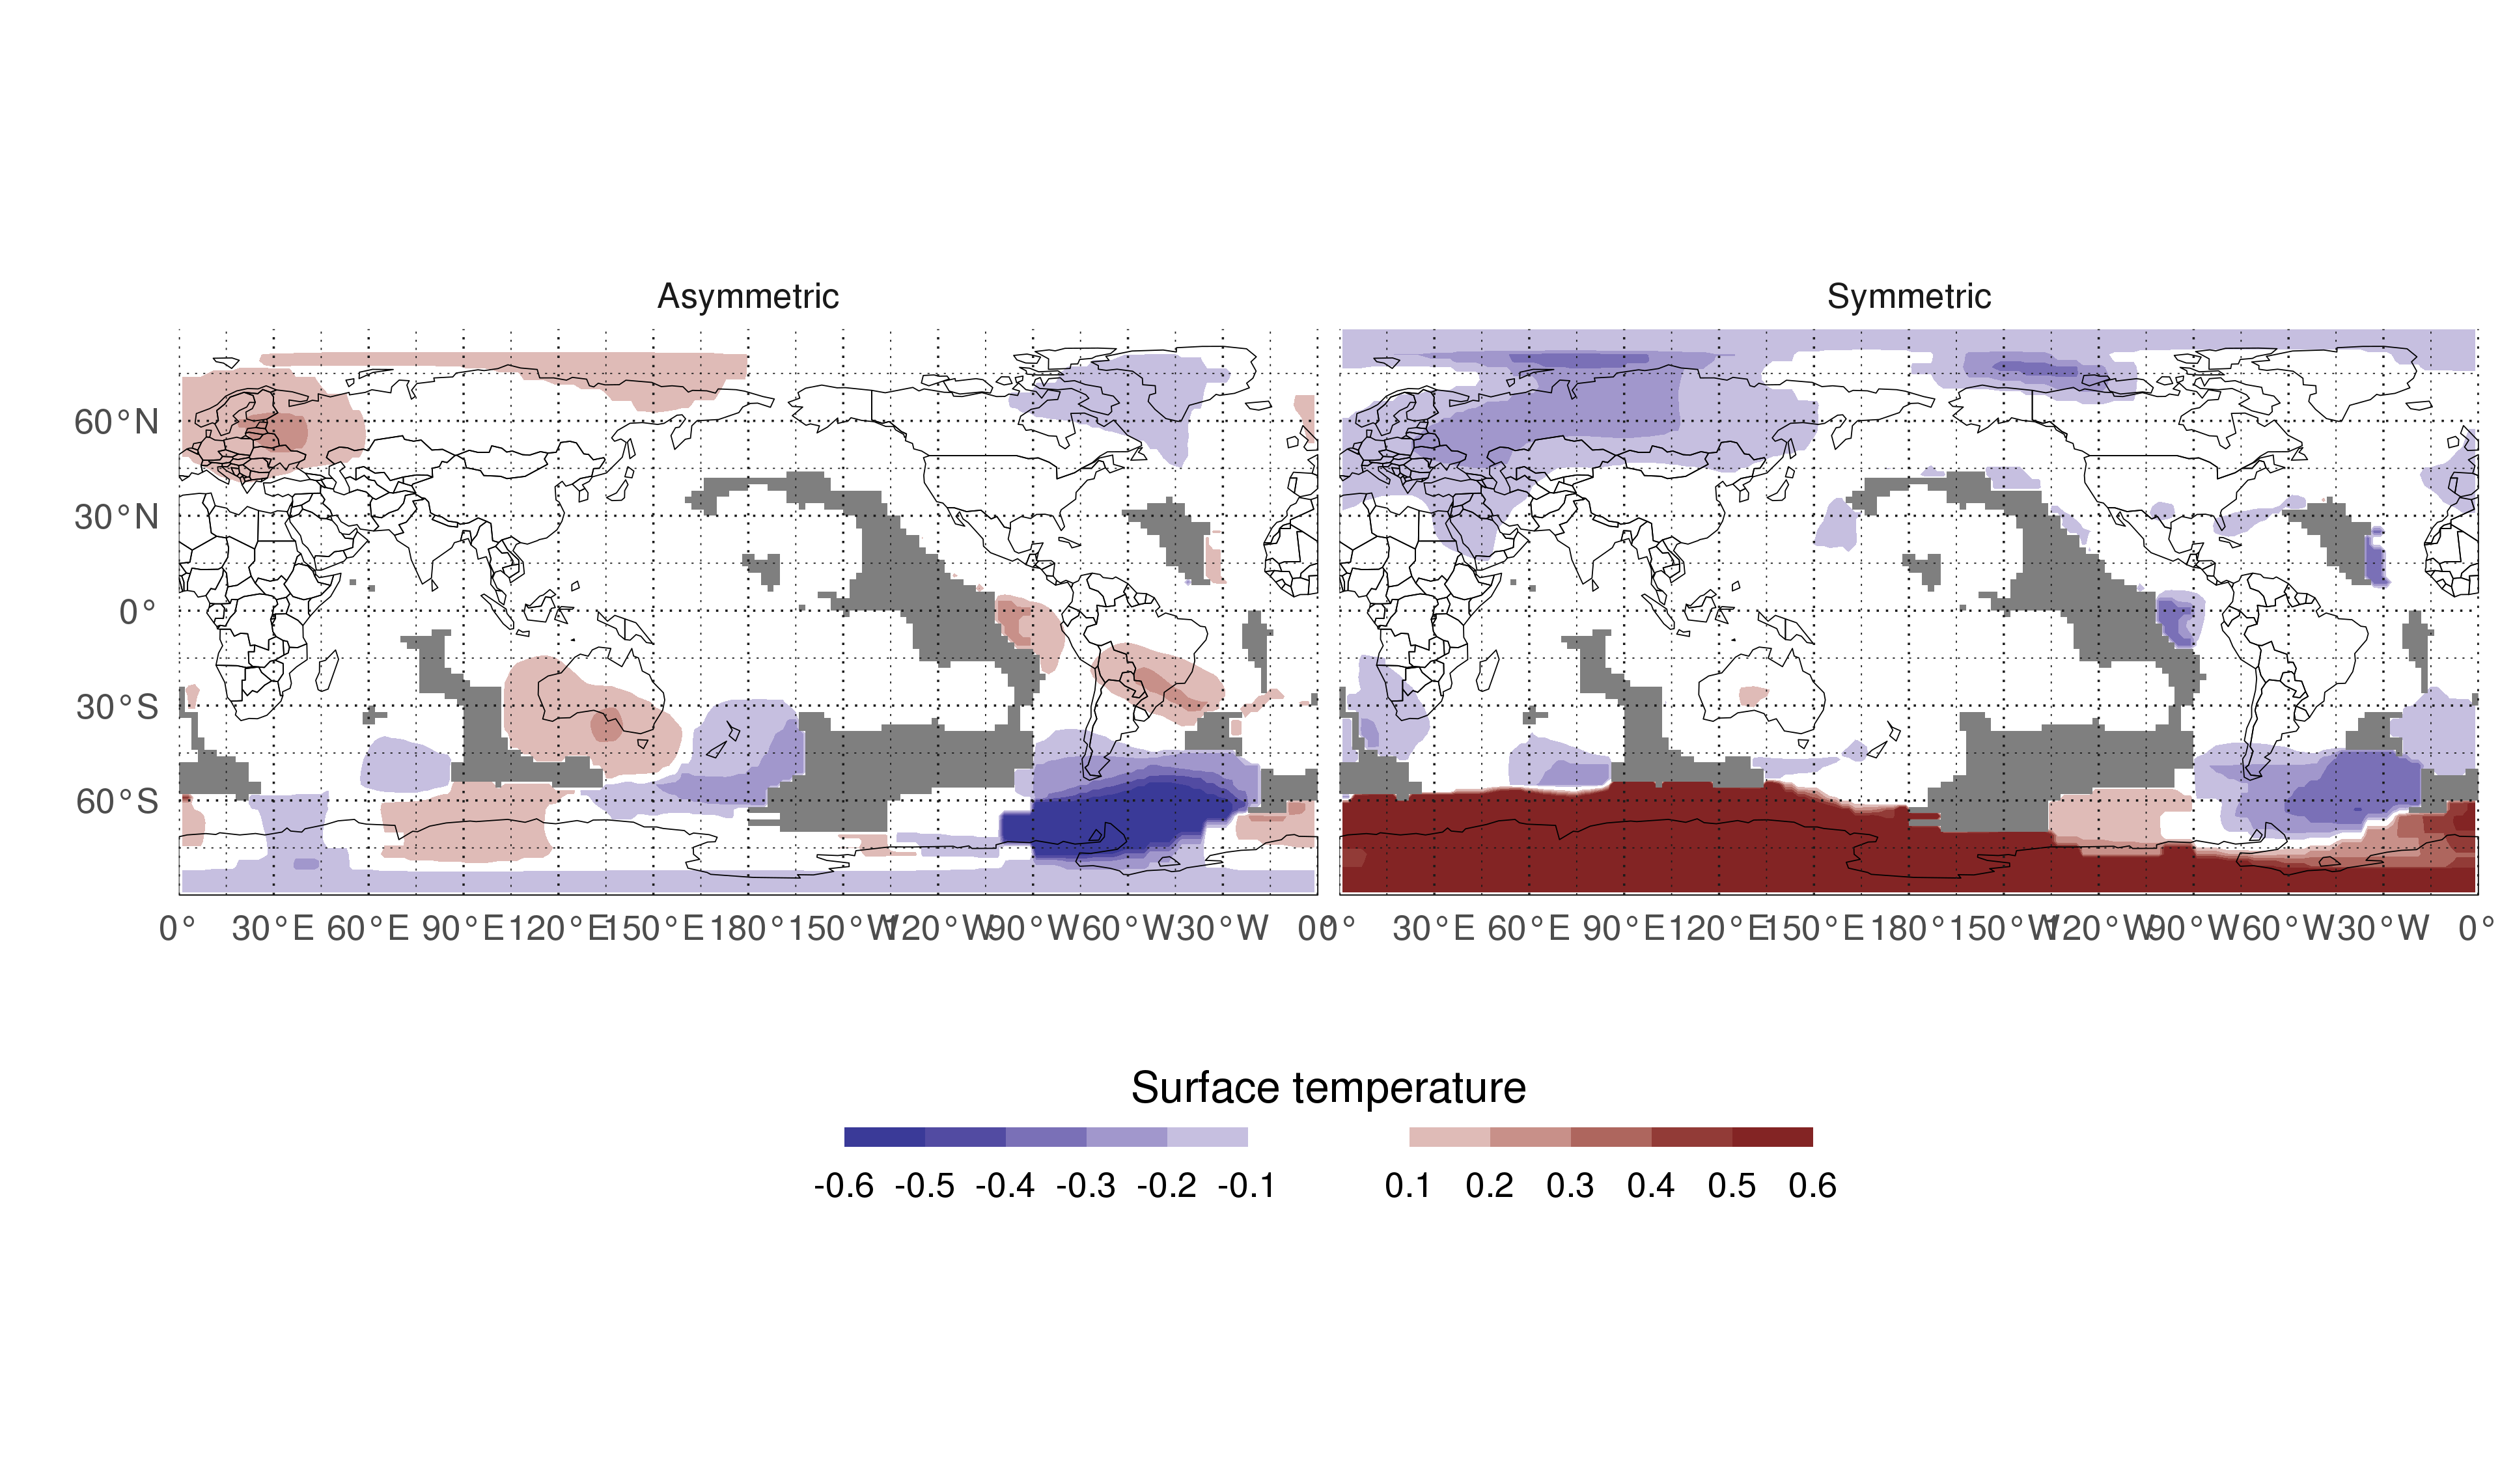 Asymmetric Symmetric
60°N
30°N
0°
30°S
60°S
0° 30°E 60°E 90°E 120°E 150°E 180° 150°W 120°W 90°W 60°W 30°W 0° 0° 30°E 60°E 90°E 120°E 150°E 180° 150°W 120°W 90°W 60°W 30°W 0°
Surface temperature
-0.6 -0.5 -0.4 -0.3 -0.2 -0.1 0.1 0.2 0.3 0.4 0.5 0.6